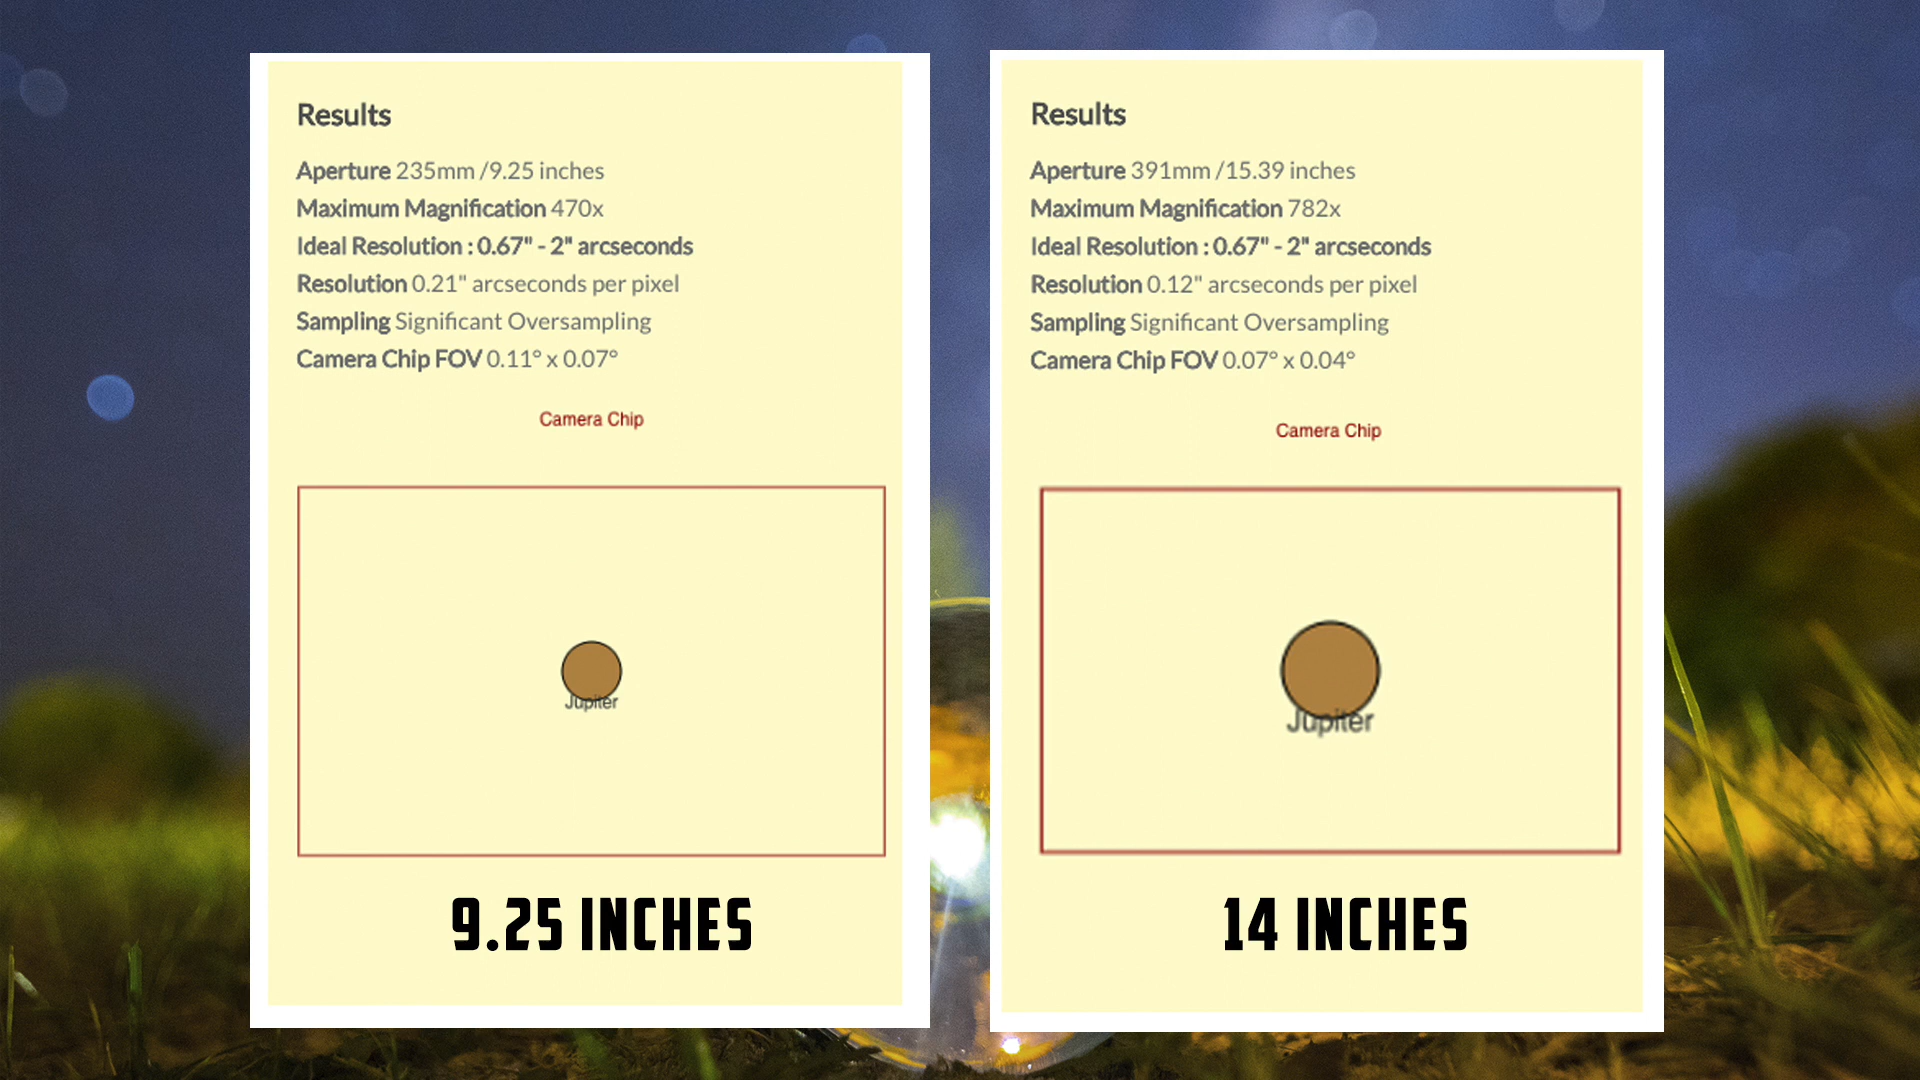 Results
Aperture 235mm /9.25 inches
Maximum Magnification 470x
Ideal Resolution : 0.67" - 2" arcseconds
Resolution 0.21" arcseconds per pixel
Sampling Significant Oversampling
Camera Chip FOV 0.11° x 0.07°
Camera Chip
Jupiter
9.25 INCHES
Results
Aperture 391mm /15.39 inches
Maximum Magnification 782x
Ideal Resolution : 0.67" - 2" arcseconds
Resolution 0.12" arcseconds per pixel
Sampling Significant Oversampling
Camera Chip FOV 0.07° x 0.04°
Camera Chip
Jupiter
14 INCHES